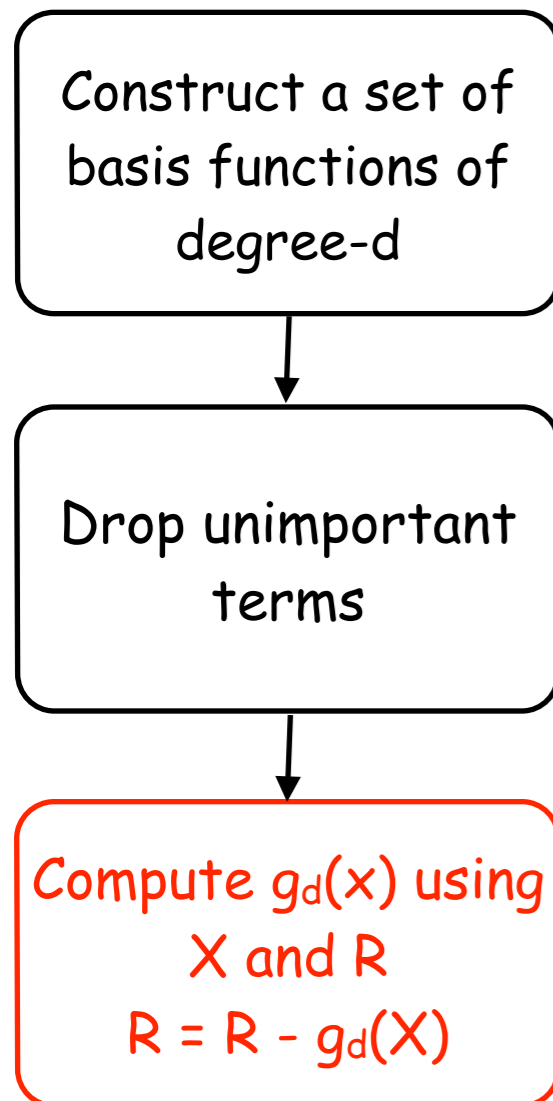 Construct a set of
basis functions of
degree-d
Drop unimportant
terms
Compute gd(x) using
X and R
R = R - gd(X)